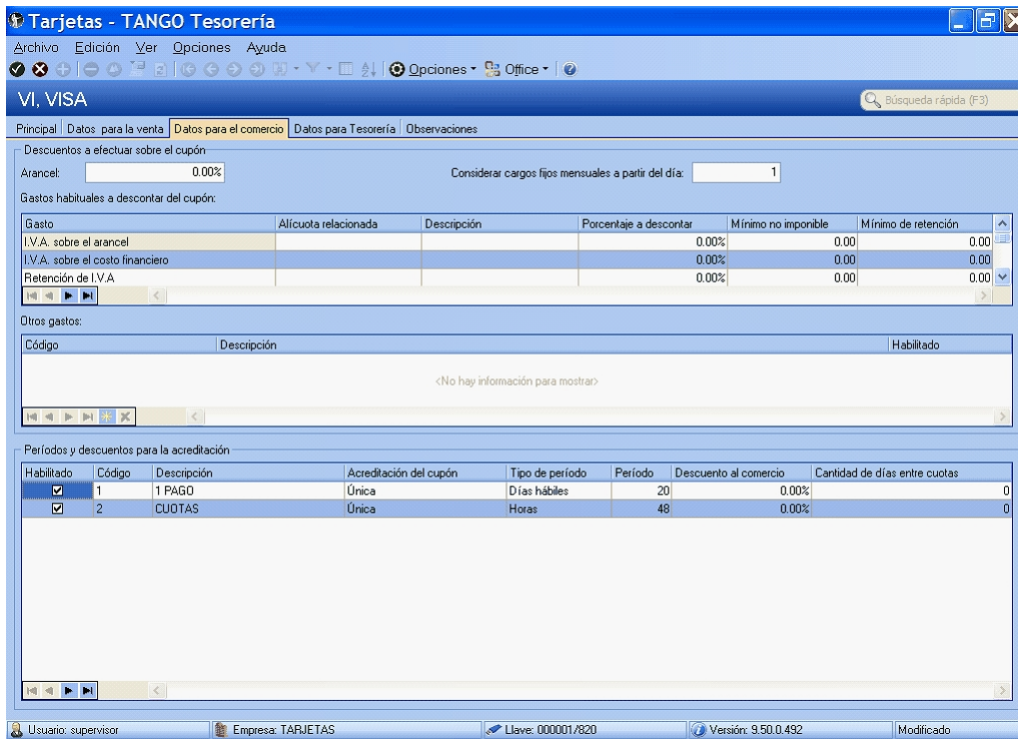 Tarjetas - TANGO Tesorería
Archivo Edición Ver Opciones Ayuda
Opciones Office
VI, VISA
Búsqueda rápida (F3)
Principal Datos para la venta Datos para el comercio Datos para Tesorería Observaciones
Descuentos a efectuar sobre el cupón
Arancel: 0.00% Considerar cargos fijos mensuales a partir del día: 1
Gastos habituales a descontar del cupón:
Gasto Alícuota relacionada Descripción Porcentaje a descontar Mínimo no imponible Mínimo de retención
I.V.A. sobre el arancel 0.00% 0.00 0.00
I.V.A. sobre el costo financiero 0.00% 0.00 0.00
Retención de I.V.A 0.00% 0.00 0.00
Otros gastos:
Código Descripción Habilitado
<No hay información para mostrar>
Períodos y descuentos para la acreditación
Habilitado Código Descripción Acreditación del cupón Tipo de período Período Descuento al comercio Cantidad de días entre cuotas
1 1 PAGO Única Días hábiles 20 0.00% 0
2 CUOTAS Única Horas 48 0.00% 0
Usuario: supervisor Empresa: TARJETAS Llave: 000001/820 Versión: 9.50.0.492 Modificado